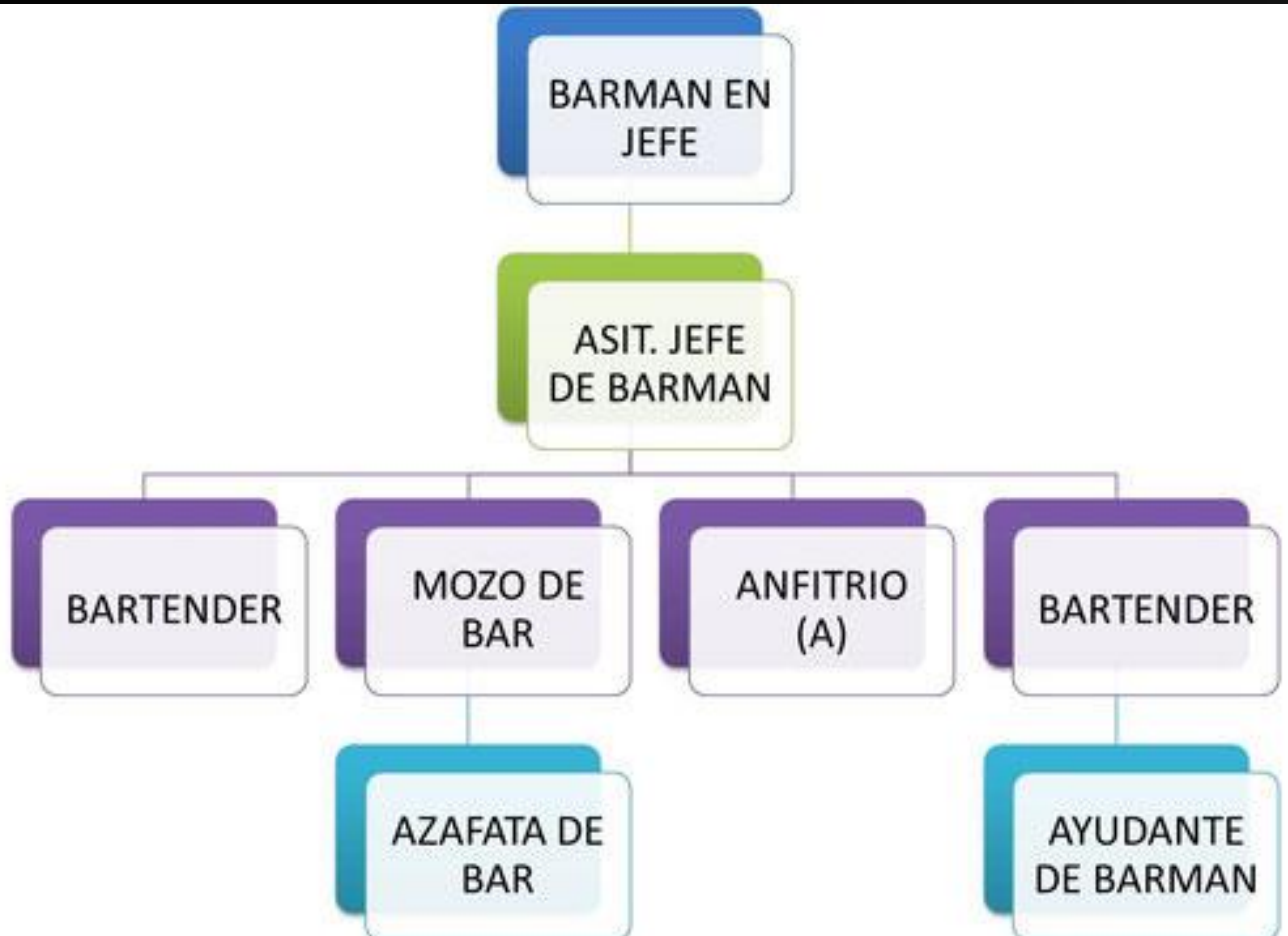 BARMAN EN
JEFE
ASIT. JEFE
DE BARMAN
BARTENDER
MOZO DE
BAR
ANFITRIO
(A)
BARTENDER
AZAFATA DE
BAR
AYUDANTE
DE BARMAN